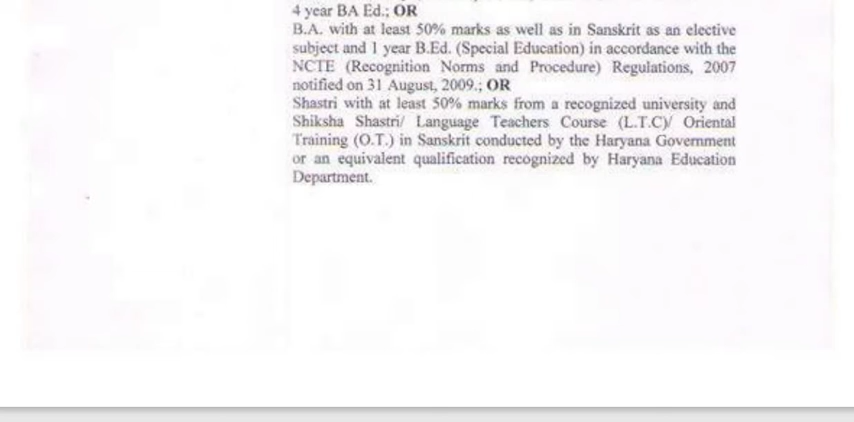 4 year BA Ed.; OR
B.A. with at least 50% marks as well as in Sanskrit as an elective
subject and 1 year B.Ed. (Special Education) in accordance with the
NCTE (Recognition Norms and Procedure) Regulations, 2007
notified on 31 August, 2009.; OR
Shastri with at least 50% marks from a recognized university and
Shiksha Shastri/ Language Teachers Course (L.T.C)/ Oriental
Training (O.T.) in Sanskrit conducted by the Haryana Government
or an equivalent qualification recognized by Haryana Education
Department.